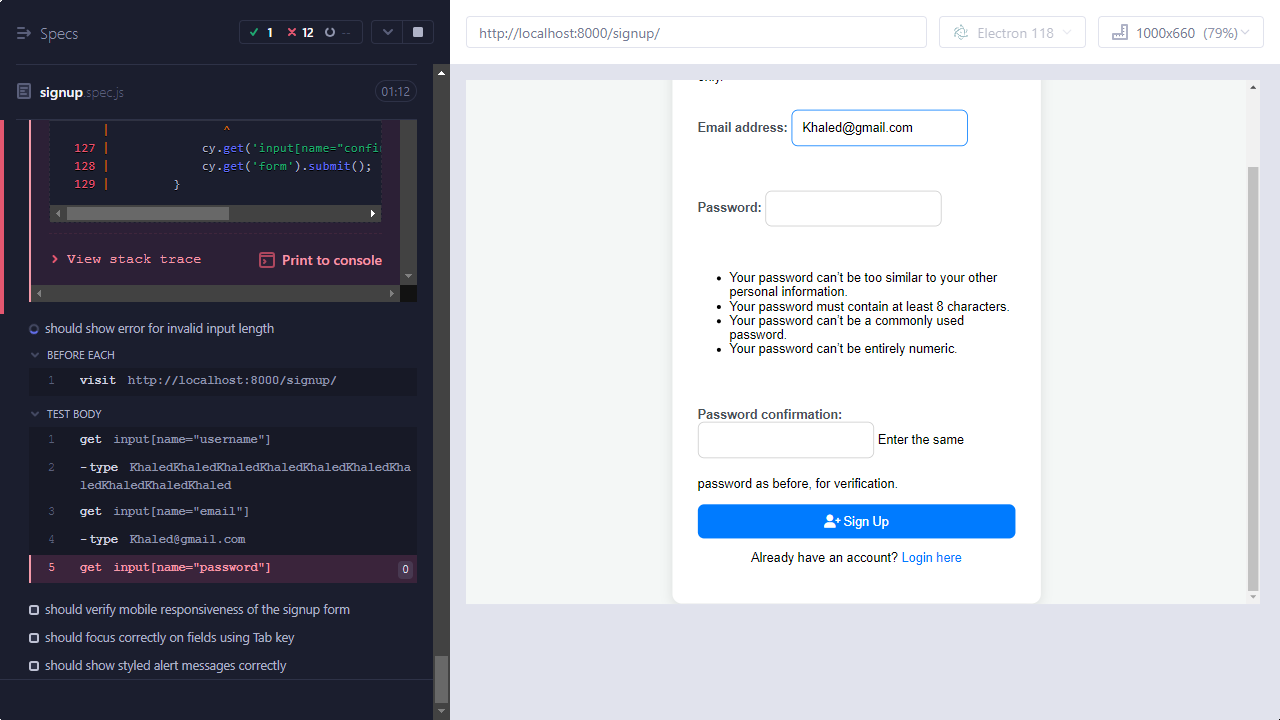 Specs
1
12
--
http://localhost:8000/signup/
Electron 118
1000x660 (79%)
signup.spec.js
01:12
| ^
127 | cy.get('input[name="confi
128 | cy.get('form').submit();
129 | }
View stack trace
Print to console
should show error for invalid input length
BEFORE EACH
1 visit http://localhost:8000/signup/
TEST BODY
1 get input[name="username"]
2 -type KhaledKhaledKhaledKhaledKhaledKhaledKha
ledKhaledKhaledKhaled
3 get input[name="email"]
4 -type Khaled@gmail.com
5 get input[name="password"] 0
should verify mobile responsiveness of the signup form
should focus correctly on fields using Tab key
should show styled alert messages correctly
only.
Email address: Khaled@gmail.com
Password:
• Your password can't be too similar to your other
personal information.
• Your password must contain at least 8 characters.
• Your password can't be a commonly used
password.
• Your password can't be entirely numeric.
Password confirmation:
Enter the same
password as before, for verification.
Sign Up
Already have an account? Login here